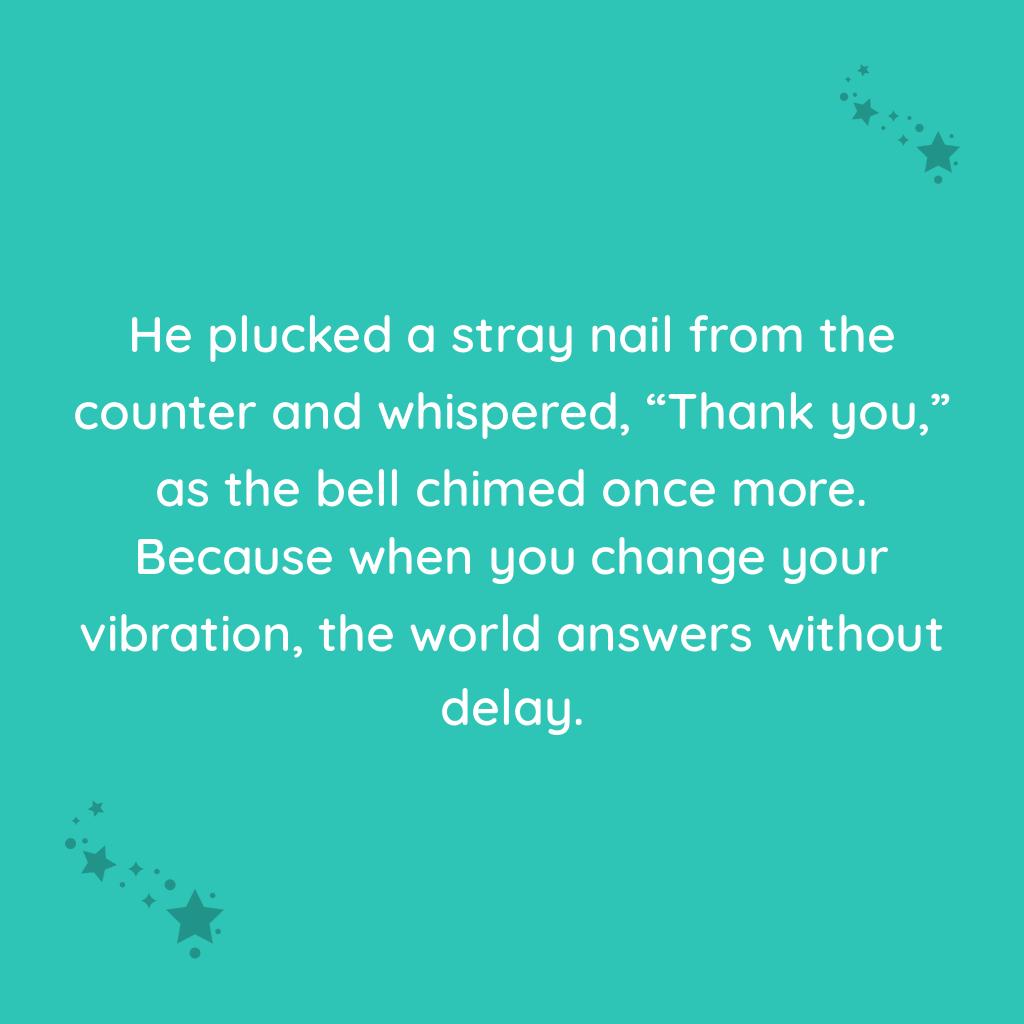 He plucked a stray nail from the
counter and whispered, “Thank you,”
as the bell chimed once more.
Because when you change your
vibration, the world answers without
delay.